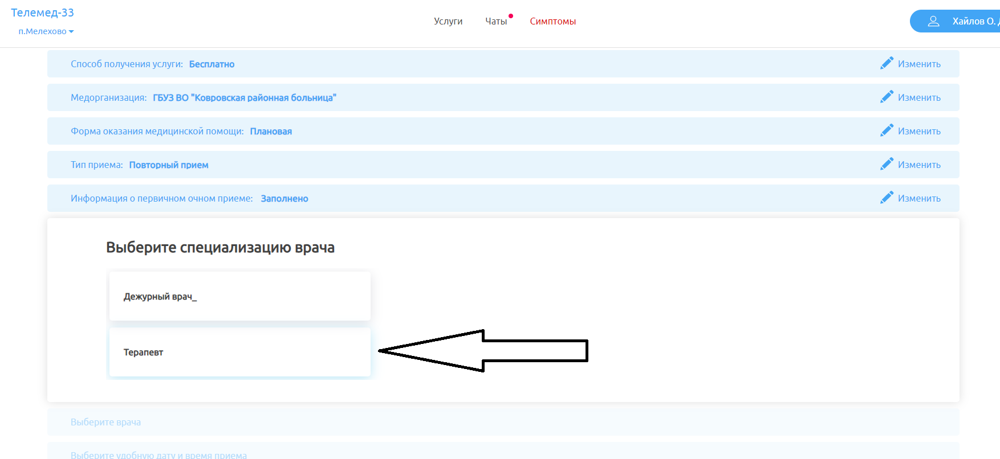 Телемед-33
п.Мелехово
Услуги Чаты Симптомы
Хайлов О.
Способ получения услуги: Бесплатно Изменить
Медорганизация: ГБУЗ ВО "Ковровская районная больница" Изменить
Форма оказания медицинской помощи: Плановая Изменить
Тип приема: Повторный прием Изменить
Информация о первичном очном приеме: Заполнено Изменить
Выберите специализацию врача
Дежурный врач_
Терапевт
Выберите врача
Выберите удобную дату и время приема